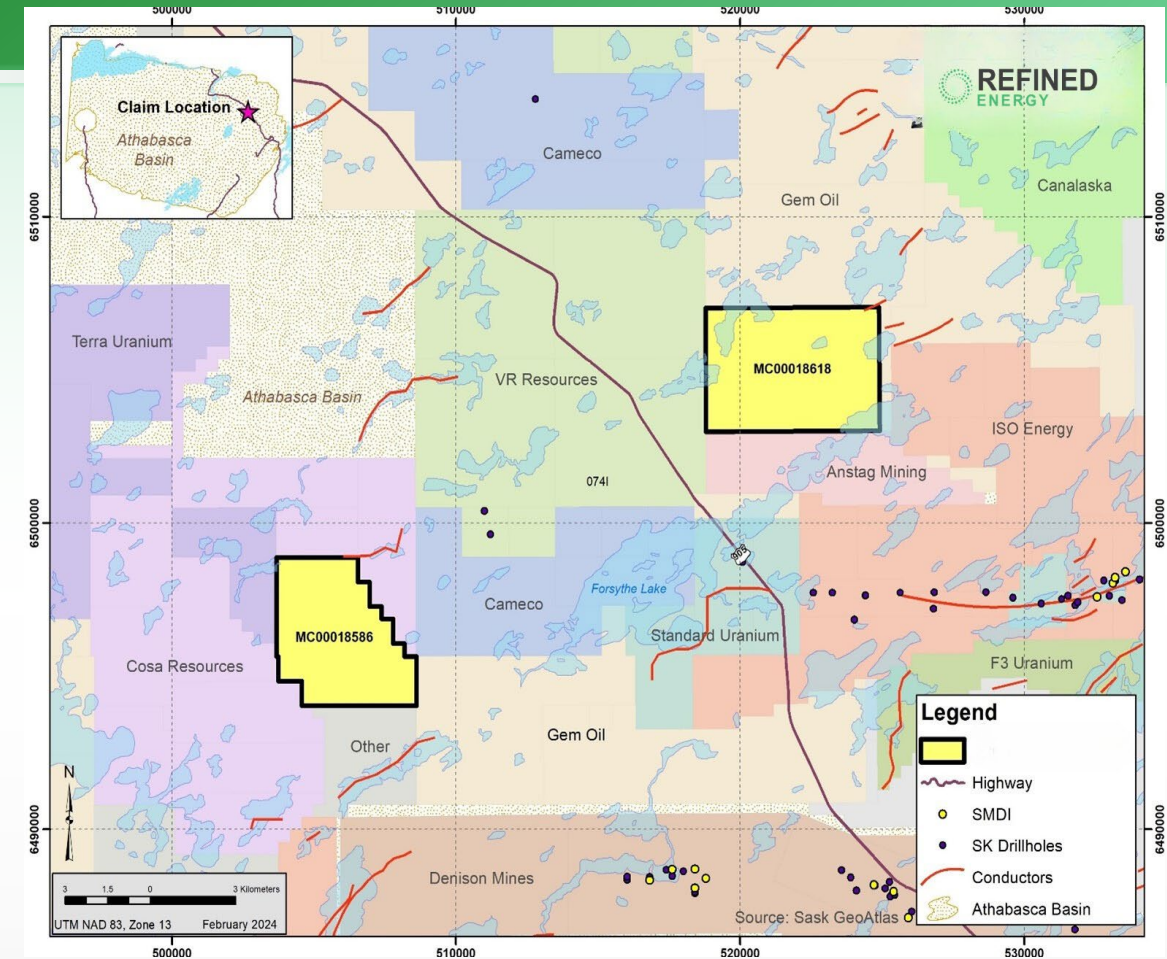 500000
510000
520000
530000
Claim Location
Athabasca
Basin
REFINED
ENERGY
Cameco
Canalaska
Gem Oil
6510000
6510000
Terra Uranium
VR Resources
MC00018618
Athabasca Basin
ISO Energy
Anstag Mining
074I
6500000
6500000
905
Forsythe Lake
Cameco
Standard Uranium
MC00018586
Cosa Resources
F3 Uranium
Legend
Other
Gem Oil
N
Highway
SMDI
SK Drillholes
Conductors
Athabasca Basin
6490000
6490000
Denison Mines
3 1.5 0 3 Kilometers
UTM NAD 83, Zone 13 February 2024
Source: Sask GeoAtlas
500000
510000
520000
530000